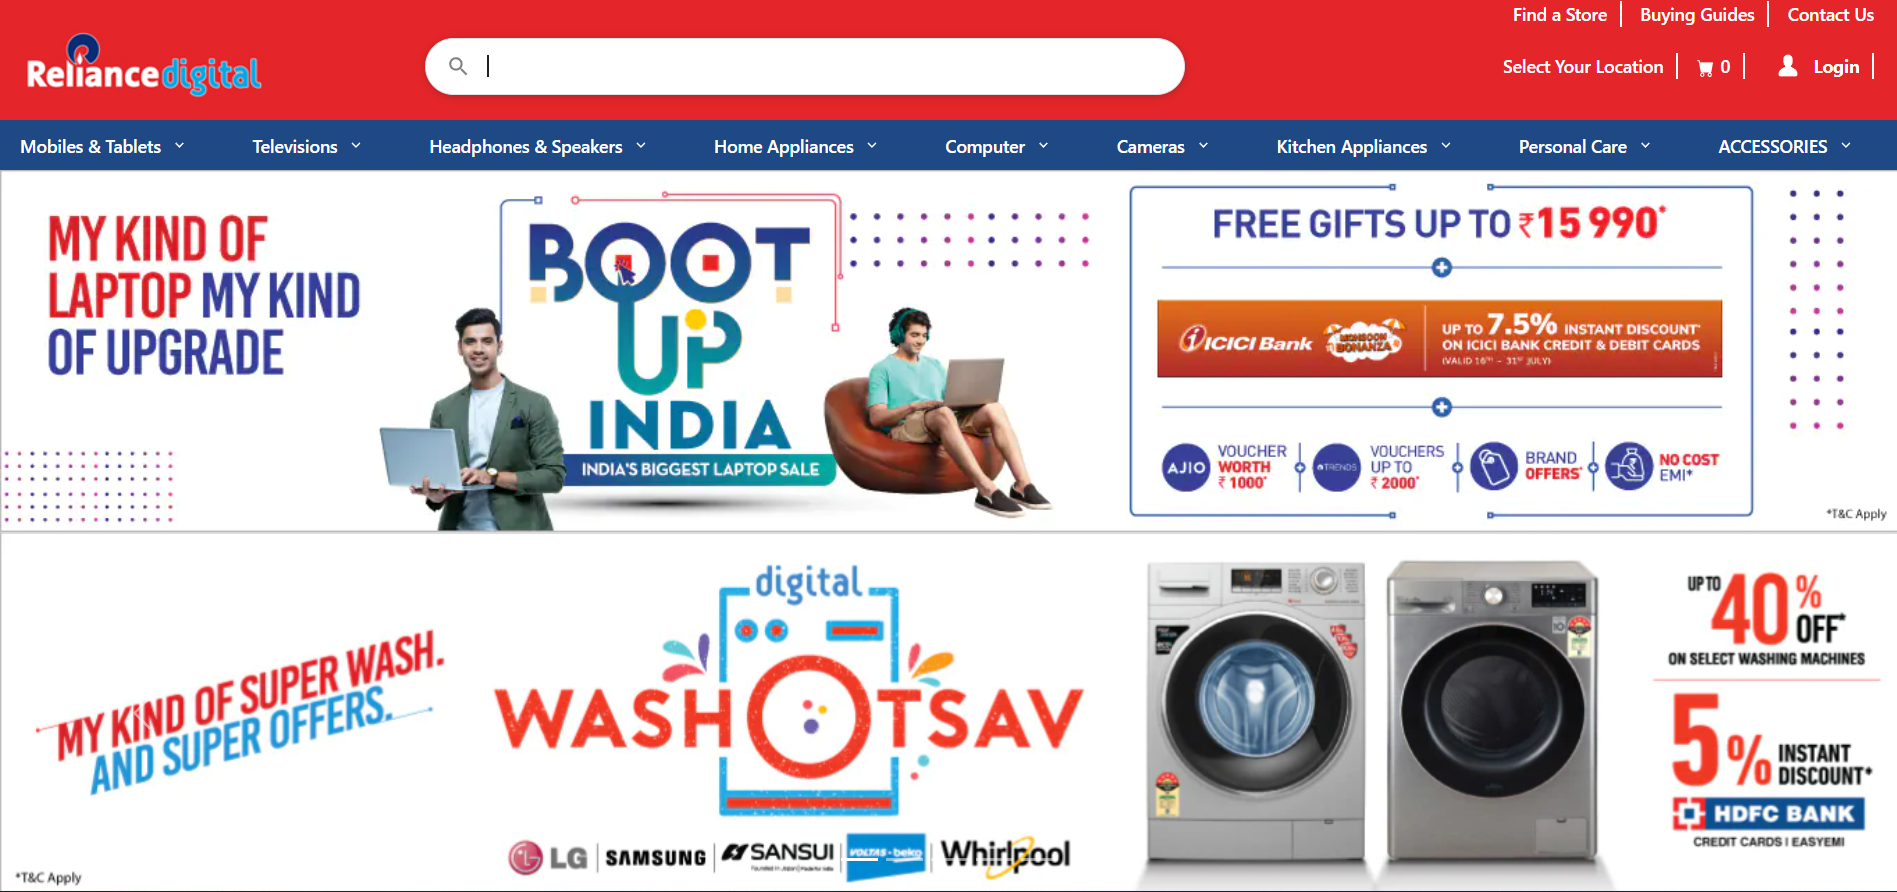 Find a Store
Buying Guides
Contact Us
Reliance digital
Select Your Location
0
Login
Mobiles & Tablets
Televisions
Headphones & Speakers
Home Appliances
Computer
Cameras
Kitchen Appliances
Personal Care
ACCESSORIES
MY KIND OF
LAPTOP MY KIND
OF UPGRADE
BOOT
UP
INDIA
INDIA'S BIGGEST LAPTOP SALE
FREE GIFTS UP TO ₹15 990*
ICICI Bank
MONSOON
BONANZA
UP TO 7.5% INSTANT DISCOUNT*
ON ICICI BANK CREDIT & DEBIT CARDS
(VALID 16TH - 31ST JULY)
AJIO
VOUCHER
WORTH
₹ 1000*
TRENDS
VOUCHERS
UP TO
₹ 2000*
BRAND
OFFERS*
NO COST
EMI*
*T&C Apply
MY KIND OF SUPER WASH.
AND SUPER OFFERS.
digital
WASHOTSAV
LG
SAMSUNG
SANSUI
VOLTAS·beko
Whirlpool
UP TO
40%
OFF*
ON SELECT WASHING MACHINES
5% INSTANT
DISCOUNT*
HDFC BANK
CREDIT CARDS I EASYEMI
*T&C Apply